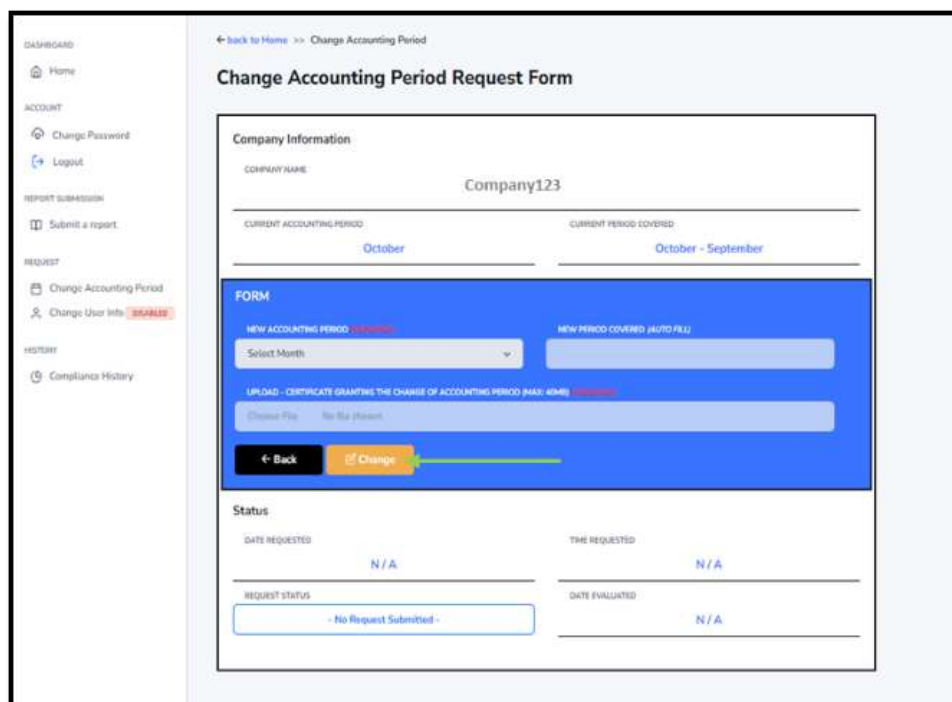 DASHBOARD
Home
ACCOUNT
Change Password
Logout
REPORT SUBMISSION
Submit a report
REQUEST
Change Accounting Period
Change User Info DISABLED
HISTORY
Compliance History
← back to Home >> Change Accounting Period
Change Accounting Period Request Form
Company Information
COMPANY NAME
Company123
CURRENT ACCOUNTING PERIOD
October
CURRENT PERIOD COVERED
October - September
FORM
NEW ACCOUNTING PERIOD
Select Month
NEW PERIOD COVERED (AUTO FILL)
UPLOAD - CERTIFICATE GRANTING THE CHANGE OF ACCOUNTING PERIOD (MAX: 40MB)
Choose File No file chosen
← Back
Change
Status
DATE REQUESTED
N / A
TIME REQUESTED
N / A
REQUEST STATUS
- No Request Submitted -
DATE EVALUATED
N / A